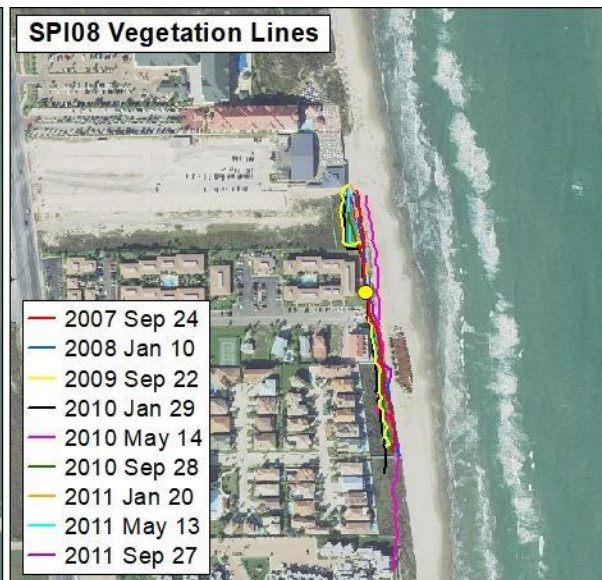 SPI08 Vegetation Lines
2007 Sep 24
2008 Jan 10
2009 Sep 22
2010 Jan 29
2010 May 14
2010 Sep 28
2011 Jan 20
2011 May 13
2011 Sep 27